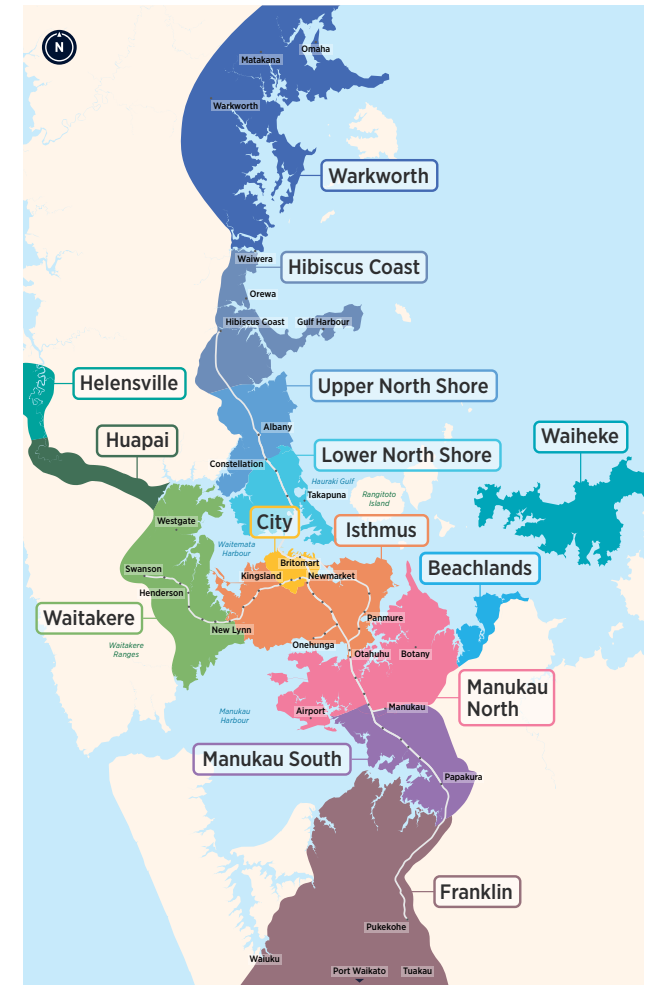 N
Omaha
Matakana
Warkworth
Warkworth
Waiwera
Hibiscus Coast
Orewa
Hibiscus Coast
Gulf Harbour
Helensville
Upper North Shore
Huapai
Albany
Waiheke
Lower North Shore
Constellation
Hauraki Gulf
Takapuna
Rangitoto
Island
Westgate
City
Isthmus
Waitemata
Harbour
Britomart
Beachlands
Swanson
Kingsland
Newmarket
Henderson
Waitakere
Panmure
New Lynn
Onehunga
Waitakere
Ranges
Otahuhu
Botany
Manukau
North
Manukau
Harbour
Airport
Manukau
Manukau South
Papakura
Franklin
Pukekohe
Waiuku
Port Waikato
Tuakau